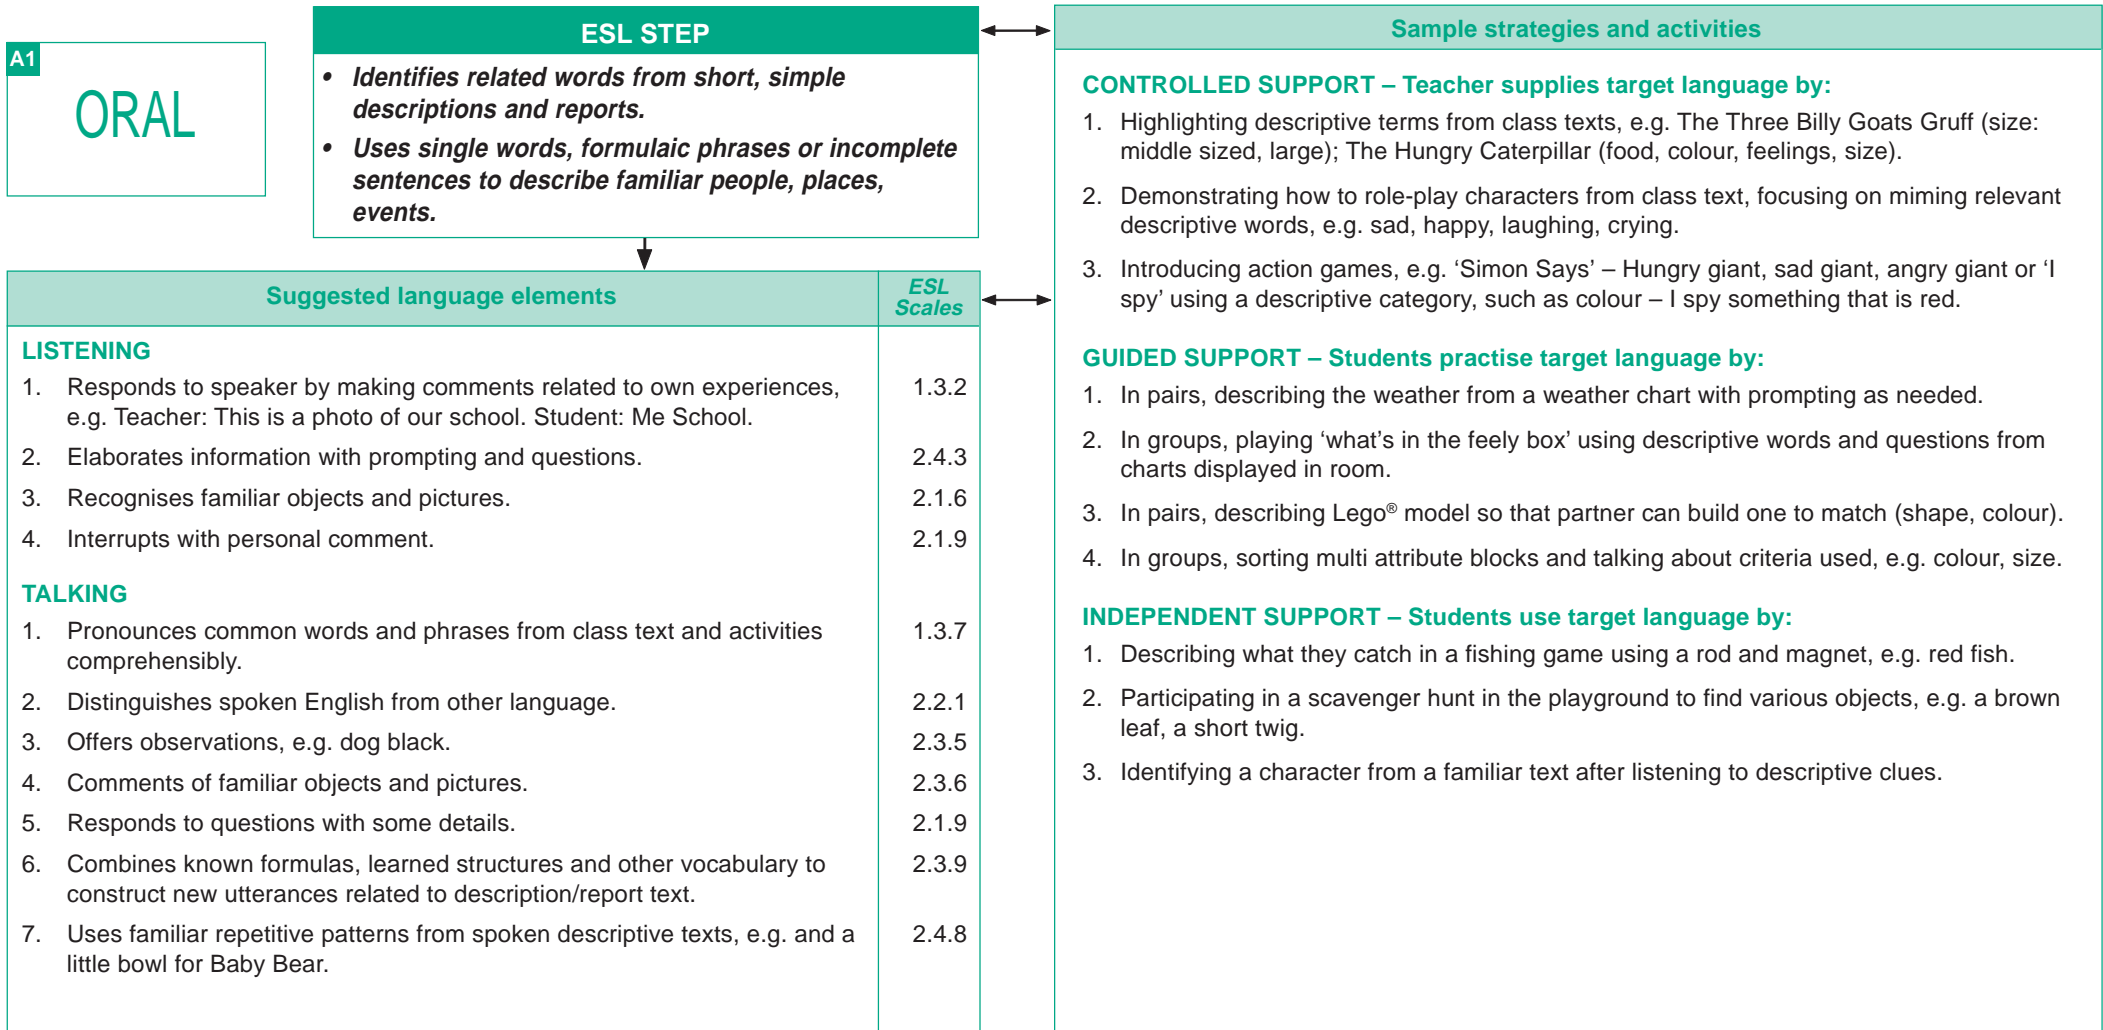 A1
ORAL
ESL STEP
• Identifies related words from short, simple
descriptions and reports.
• Uses single words, formulaic phrases or incomplete
sentences to describe familiar people, places,
events.
Suggested language elements
ESL
Scales
LISTENING
1. Responds to speaker by making comments related to own experiences, 1.3.2
e.g. Teacher: This is a photo of our school. Student: Me School.
2. Elaborates information with prompting and questions. 2.4.3
3. Recognises familiar objects and pictures. 2.1.6
4. Interrupts with personal comment. 2.1.9
TALKING
1. Pronounces common words and phrases from class text and activities 1.3.7
comprehensibly.
2. Distinguishes spoken English from other language. 2.2.1
3. Offers observations, e.g. dog black. 2.3.5
4. Comments of familiar objects and pictures. 2.3.6
5. Responds to questions with some details. 2.1.9
6. Combines known formulas, learned structures and other vocabulary to 2.3.9
construct new utterances related to description/report text.
7. Uses familiar repetitive patterns from spoken descriptive texts, e.g. and a 2.4.8
little bowl for Baby Bear.
Sample strategies and activities
CONTROLLED SUPPORT – Teacher supplies target language by:
1. Highlighting descriptive terms from class texts, e.g. The Three Billy Goats Gruff (size:
middle sized, large); The Hungry Caterpillar (food, colour, feelings, size).
2. Demonstrating how to role-play characters from class text, focusing on miming relevant
descriptive words, e.g. sad, happy, laughing, crying.
3. Introducing action games, e.g. ‘Simon Says’ – Hungry giant, sad giant, angry giant or ‘I
spy’ using a descriptive category, such as colour – I spy something that is red.
GUIDED SUPPORT – Students practise target language by:
1. In pairs, describing the weather from a weather chart with prompting as needed.
2. In groups, playing ‘what’s in the feely box’ using descriptive words and questions from
charts displayed in room.
3. In pairs, describing Lego® model so that partner can build one to match (shape, colour).
4. In groups, sorting multi attribute blocks and talking about criteria used, e.g. colour, size.
INDEPENDENT SUPPORT – Students use target language by:
1. Describing what they catch in a fishing game using a rod and magnet, e.g. red fish.
2. Participating in a scavenger hunt in the playground to find various objects, e.g. a brown
leaf, a short twig.
3. Identifying a character from a familiar text after listening to descriptive clues.